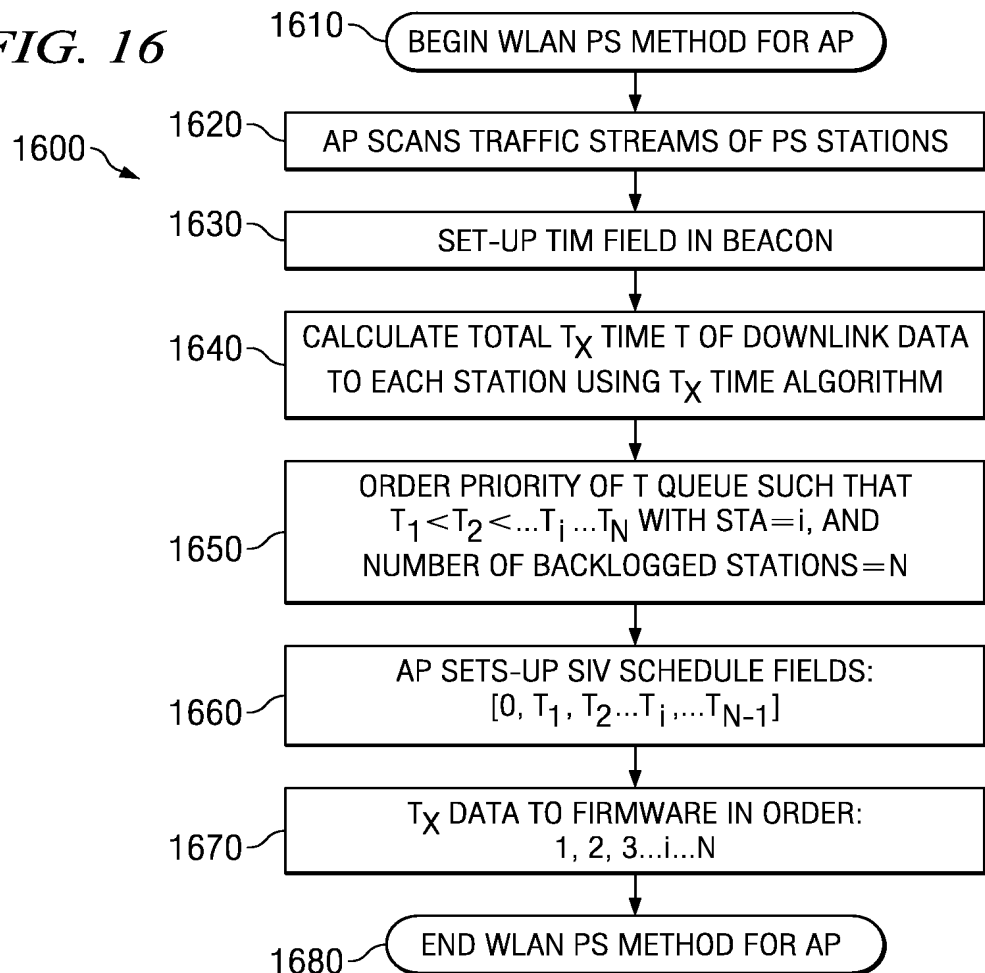 FIG. 16
1600
1610
BEGIN WLAN PS METHOD FOR AP
1620
AP SCANS TRAFFIC STREAMS OF PS STATIONS
1630
SET-UP TIM FIELD IN BEACON
1640
CALCULATE TOTAL TX TIME T OF DOWNLINK DATA
TO EACH STATION USING TX TIME ALGORITHM
1650
ORDER PRIORITY OF T QUEUE SUCH THAT
T1<T2<...Ti...TN WITH STA=i, AND
NUMBER OF BACKLOGGED STATIONS=N
1660
AP SETS-UP SIV SCHEDULE FIELDS:
[0, T1, T2...Ti,...TN-1]
1670
TX DATA TO FIRMWARE IN ORDER:
1, 2, 3...i...N
1680
END WLAN PS METHOD FOR AP